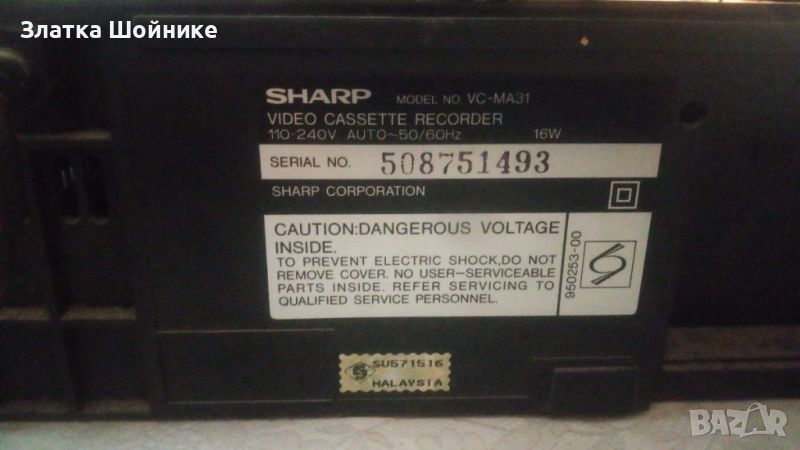 Златка Шойнике
SHARP MODEL NO. VC-MA31
VIDEO CASSETTE RECORDER
110-240V AUTO~50/60Hz 16W
SERIAL NO. 508751493
SHARP CORPORATION
CAUTION:DANGEROUS VOLTAGE
INSIDE.
TO PREVENT ELECTRIC SHOCK,DO NOT
REMOVE COVER. NO USER-SERVICEABLE
PARTS INSIDE. REFER SERVICING TO
QUALIFIED SERVICE PERSONNEL.
950253-00
SU571516
MALAYSIA
BAZAR